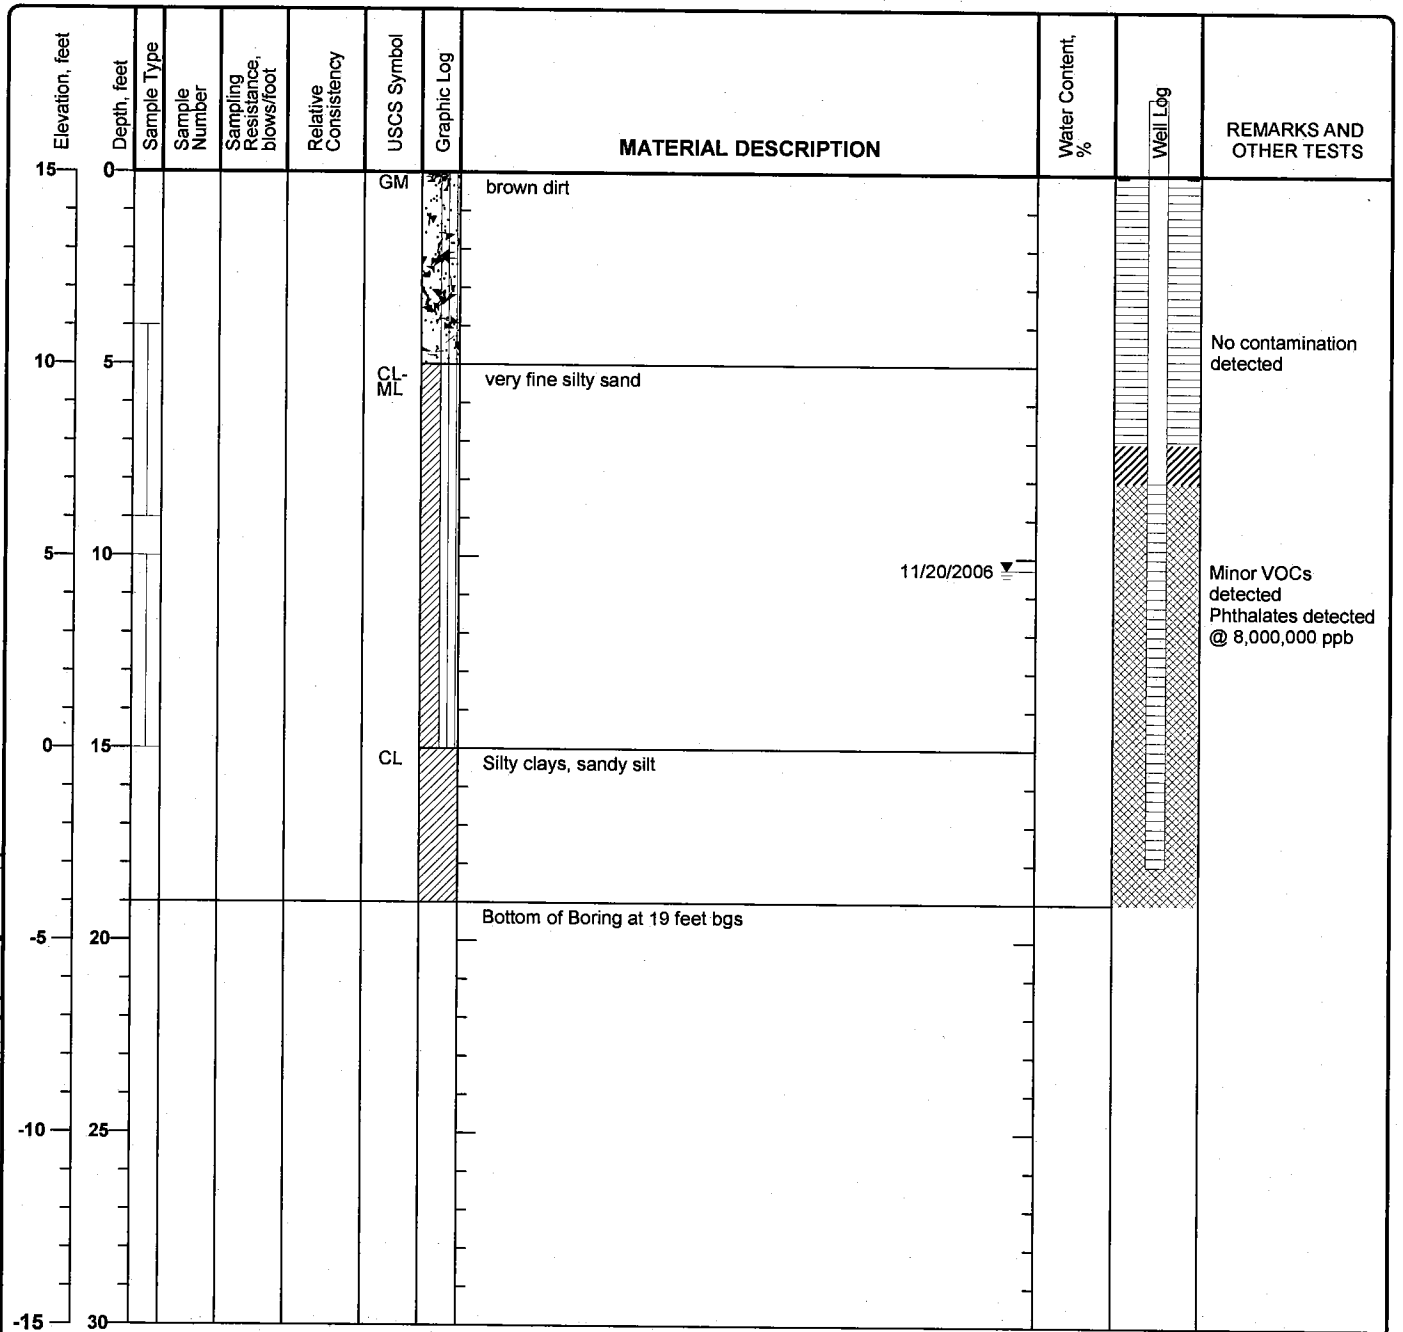 Elevation, feet
Depth, feet
Sample Type
Sample
Number
Sampling
Resistance,
blows/foot
Relative
Consistency
USCS Symbol
Graphic Log
MATERIAL DESCRIPTION
Water Content,
%
Well Log
REMARKS AND
OTHER TESTS
15
0
GM
brown dirt
No contamination
detected
10
5
CL-
ML
very fine silty sand
5
10
11/20/2006
Minor VOCs
detected
Phthalates detected
@ 8,000,000 ppb
0
15
CL
Silty clays, sandy silt
Bottom of Boring at 19 feet bgs
-5
20
-10
25
-15
30